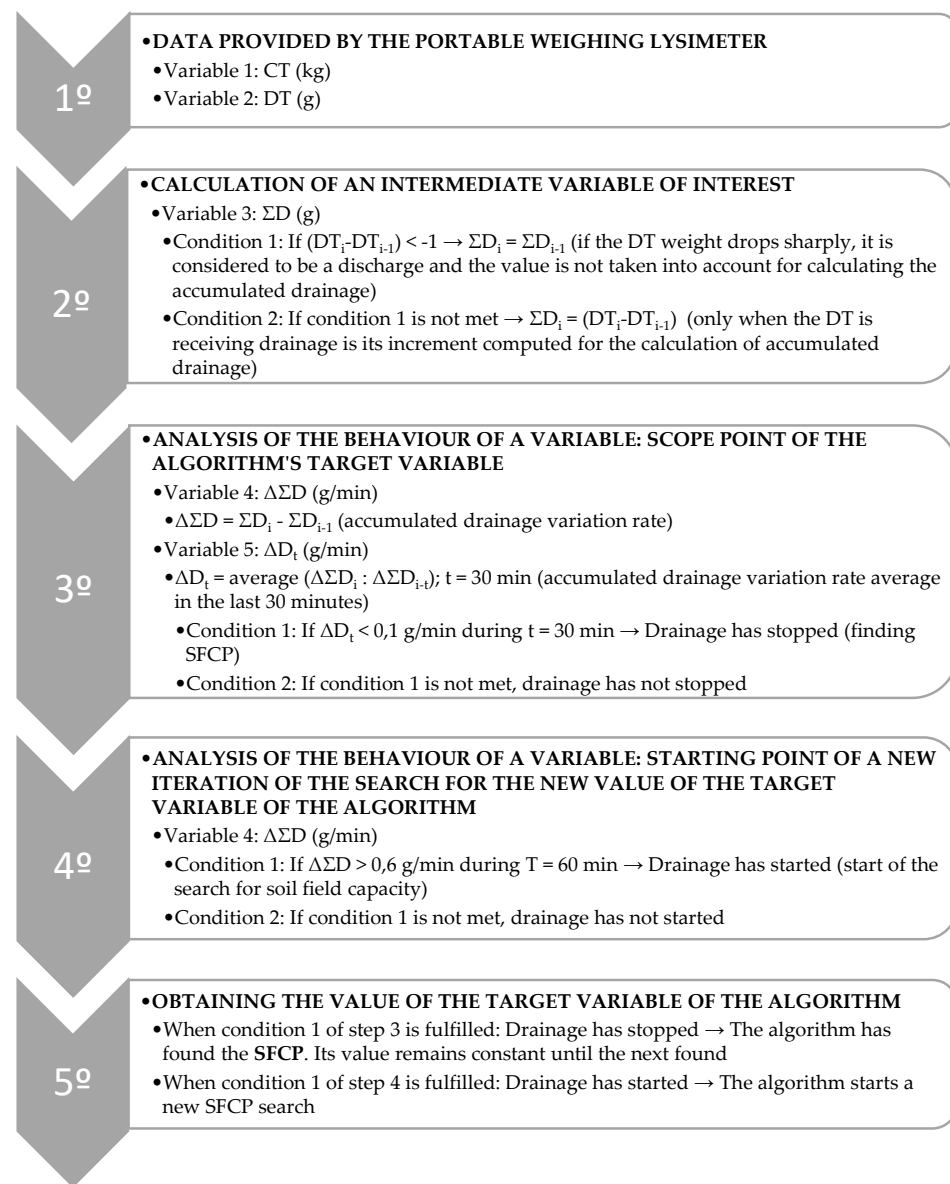 1º
•DATA PROVIDED BY THE PORTABLE WEIGHING LYSIMETER
•Variable 1: CT (kg)
•Variable 2: DT (g)
2º
•CALCULATION OF AN INTERMEDIATE VARIABLE OF INTEREST
•Variable 3: ΣD (g)
•Condition 1: If (DTi-DTi-1) < -1 → ΣDi = ΣDi-1 (if the DT weight drops sharply, it is
considered to be a discharge and the value is not taken into account for calculating the
accumulated drainage)
•Condition 2: If condition 1 is not met → ΣDi = (DTi-DTi-1) (only when the DT is
receiving drainage is its increment computed for the calculation of accumulated
drainage)
3º
•ANALYSIS OF THE BEHAVIOUR OF A VARIABLE: SCOPE POINT OF THE
ALGORITHM'S TARGET VARIABLE
•Variable 4: ΔΣD (g/min)
•ΔΣD = ΣDi - ΣDi-1 (accumulated drainage variation rate)
•Variable 5: ΔDt (g/min)
•ΔDt = average (ΔΣDi : ΔΣDi-t); t = 30 min (accumulated drainage variation rate average
in the last 30 minutes)
•Condition 1: If ΔDt < 0,1 g/min during t = 30 min → Drainage has stopped (finding
SFCP)
•Condition 2: If condition 1 is not met, drainage has not stopped
4º
•ANALYSIS OF THE BEHAVIOUR OF A VARIABLE: STARTING POINT OF A NEW
ITERATION OF THE SEARCH FOR THE NEW VALUE OF THE TARGET
VARIABLE OF THE ALGORITHM
•Variable 4: ΔΣD (g/min)
•Condition 1: If ΔΣD > 0,6 g/min during T = 60 min → Drainage has started (start of the
search for soil field capacity)
•Condition 2: If condition 1 is not met, drainage has not started
5º
•OBTAINING THE VALUE OF THE TARGET VARIABLE OF THE ALGORITHM
•When condition 1 of step 3 is fulfilled: Drainage has stopped → The algorithm has
found the SFCP. Its value remains constant until the next found
•When condition 1 of step 4 is fulfilled: Drainage has started → The algorithm starts a
new SFCP search